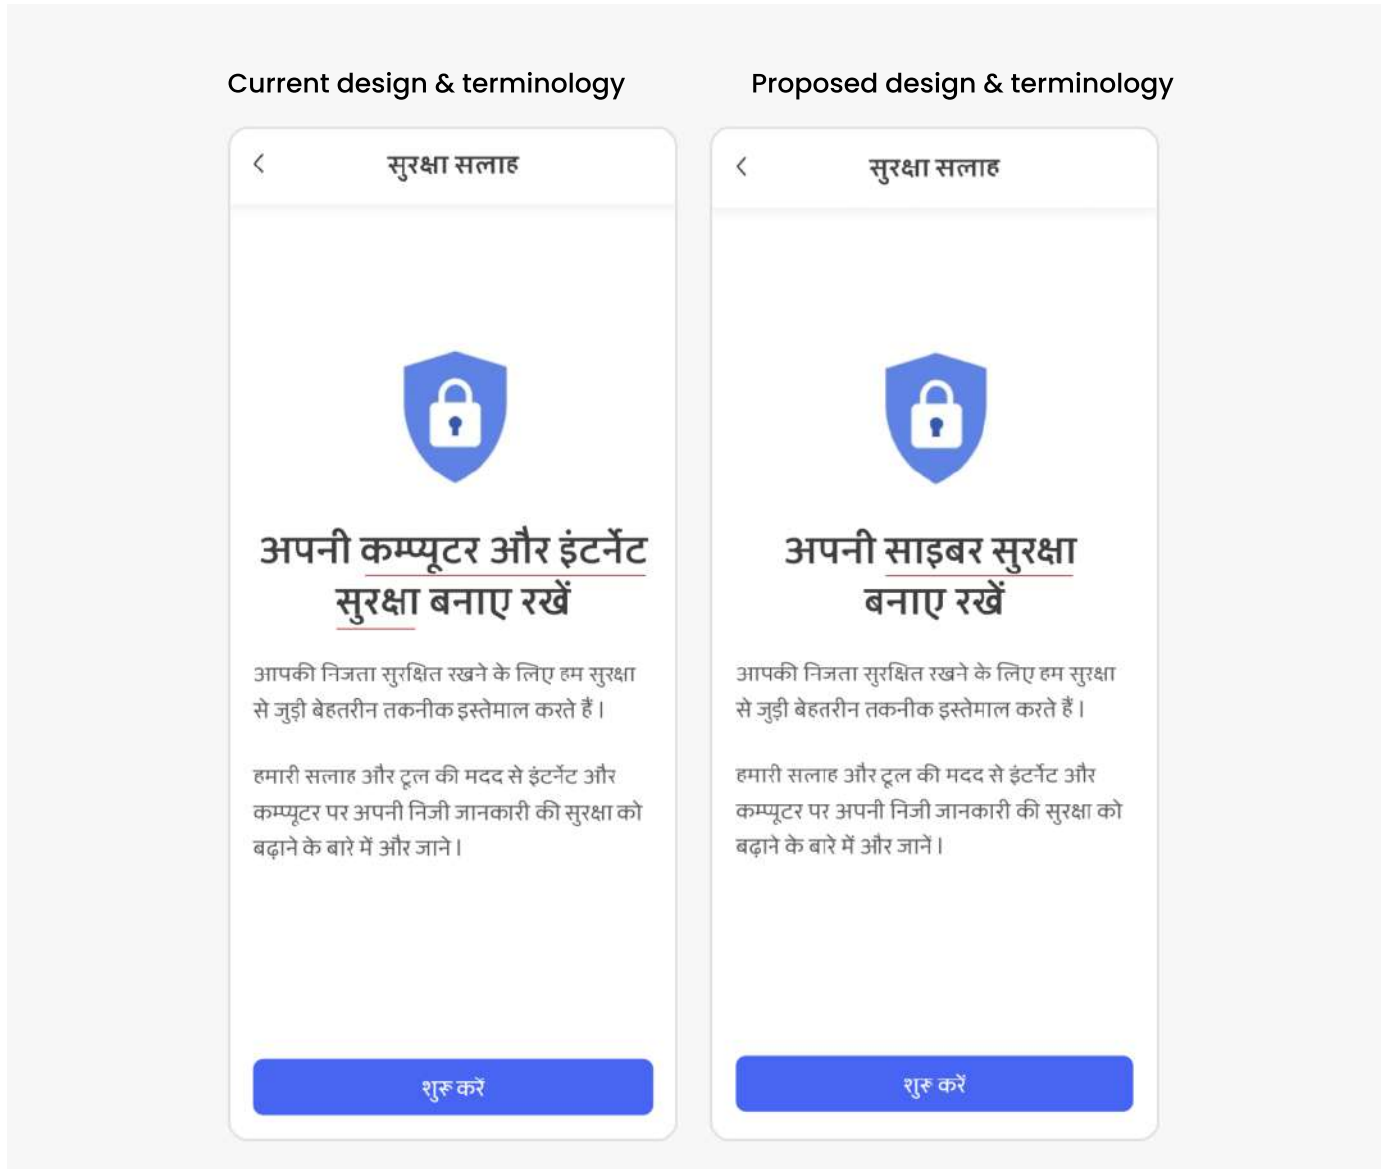 Current design & terminology
सुरक्षा सलाह
अपनी कम्प्यूटर और इंटर्नेट
सुरक्षा बनाए रखें
आपकी निजता सुरक्षित रखने के लिए हम सुरक्षा
से जुड़ी बेहतरीन तकनीक इस्तेमाल करते हैं।
हमारी सलाह और टूल की मदद से इंटर्नेट और
कम्प्यूटर पर अपनी निजी जानकारी की सुरक्षा को
बढ़ाने के बारे में और जाने।
शुरू करें
Proposed design & terminology
सुरक्षा सलाह
अपनी साइबर सुरक्षा
बनाए रखें
आपकी निजता सुरक्षित रखने के लिए हम सुरक्षा
से जुड़ी बेहतरीन तकनीक इस्तेमाल करते हैं।
हमारी सलाह और टूल की मदद से इंटर्नेट और
कम्प्यूटर पर अपनी निजी जानकारी की सुरक्षा को
बढ़ाने के बारे में और जानें।
शुरू करें